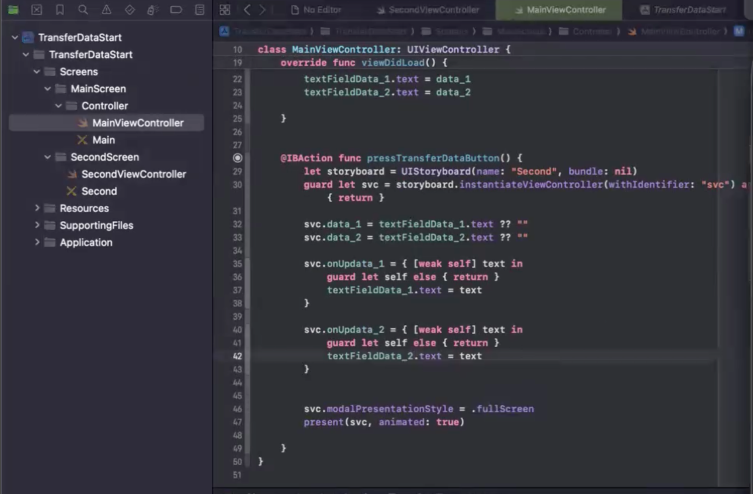 No Editor
SecondViewController
MainViewController
TransferDataStart
TransferDataStart
TransferDataStart
Screens
MainScreen
Controller
MainViewController
Main
SecondScreen
SecondViewController
Second
Resources
SupportingFiles
Application
10 class MainViewController: UIViewController {
19 override func viewDidLoad() {
22 textFieldData_1.text = data_1
23 textFieldData_2.text = data_2
24
25 }
26
27
@IBAction func pressTransferDataButton() {
29 let storyboard = UIStoryboard(name: "Second", bundle: nil)
30 guard let svc = storyboard.instantiateViewController(withIdentifier: "svc") a
{ return }
31
32 svc.data_1 = textFieldData_1.text ?? ""
33 svc.data_2 = textFieldData_2.text ?? ""
34
35 svc.onUpdata_1 = { [weak self] text in
36 guard let self else { return }
37 textFieldData_1.text = text
38 }
39
40 svc.onUpdata_2 = { [weak self] text in
41 guard let self else { return }
42 textFieldData_2.text = text
43 }
44
45
46 svc.modalPresentationStyle = .fullScreen
47 present(svc, animated: true)
48
49 }
50 }
51